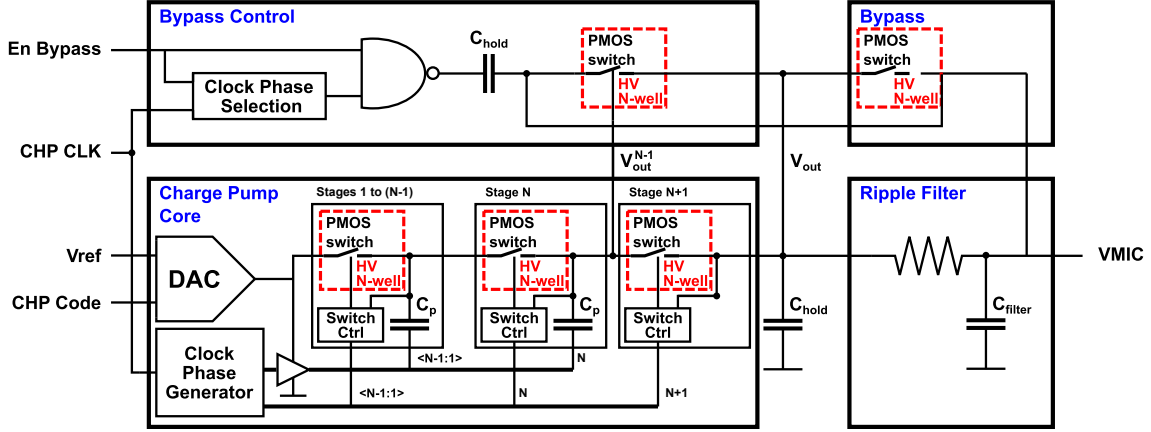 Bypass Control
Bypass
En Bypass
Clock Phase
Selection
C_hold
PMOS
switch
HV
N-well
PMOS
switch
HV
N-well
CHP CLK
V_out^N-1
V_out
Charge Pump
Core
Stages 1 to (N-1)
Stage N
Stage N+1
Ripple Filter
PMOS
switch
HV
N-well
PMOS
switch
HV
N-well
PMOS
switch
HV
N-well
Vref
DAC
VMIC
CHP Code
Switch
Ctrl
C_p
Switch
Ctrl
C_p
Switch
Ctrl
C_hold
C_filter
Clock
Phase
Generator
<N-1:1>
N
<N-1:1>
N
N+1